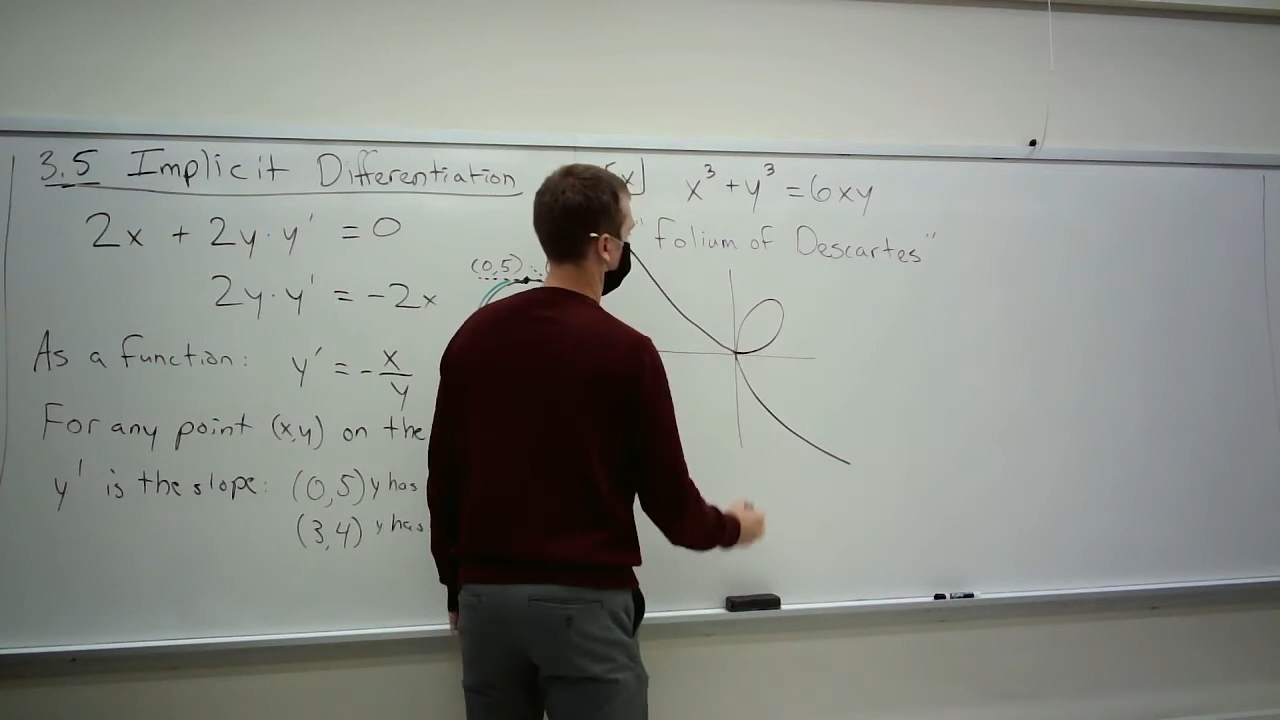 3.5 Implicit Differentiation
2x + 2y·y' = 0
2y·y' = -2x
As a function: y' = -x/y
For any point (x,y) on the
y' is the slope: (0,5) y has
(3,4) y has
(0,5)
x³ + y³ = 6xy
"Folium of Descartes"